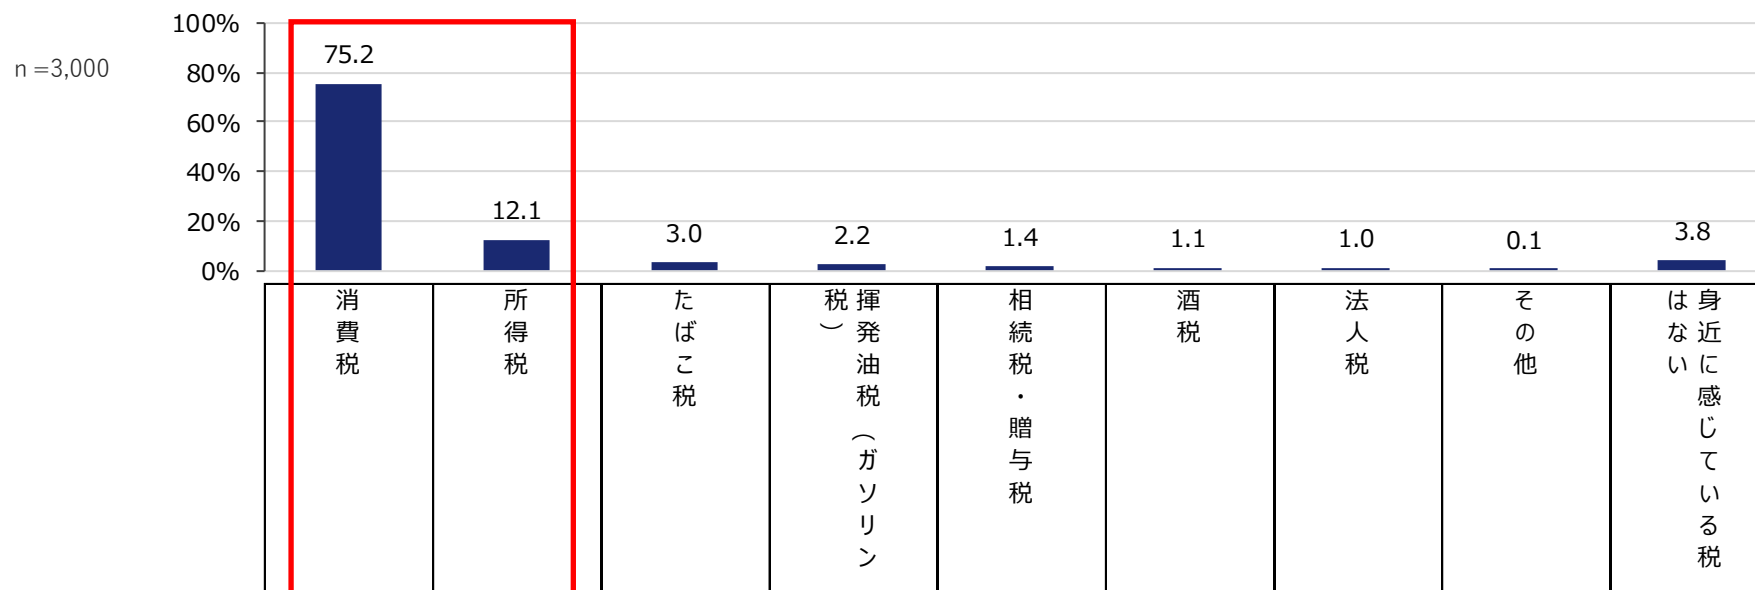 n =3,000
100%
80%
60%
40%
20%
0%
75.2
12.1
3.0
2.2
1.4
1.1
1.0
0.1
3.8
消費税
所得税
たばこ税
揮発油税（ガソリン
税）
相続税・贈与税
酒税
法人税
その他
身近に感じている税
はない